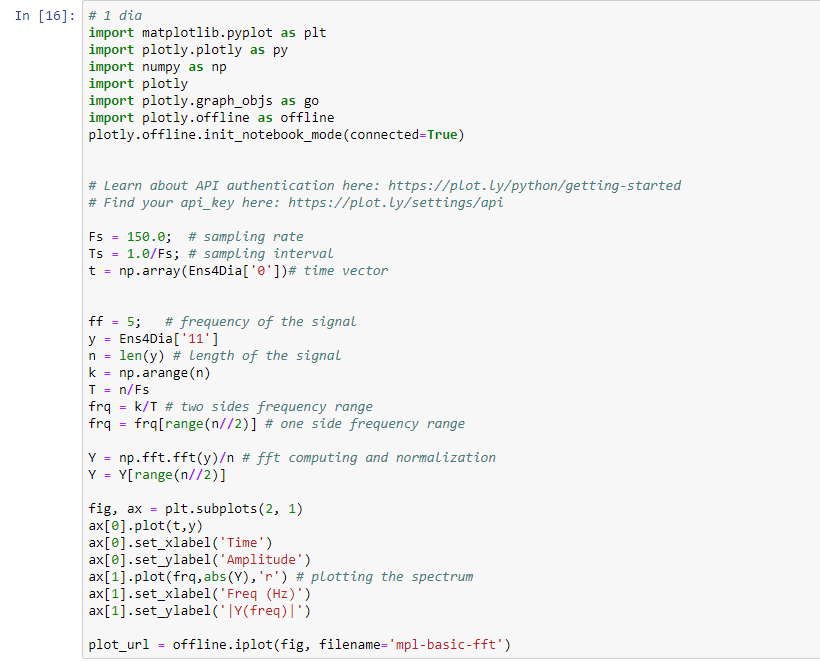 In [16]:
# 1 dia
import matplotlib.pyplot as plt
import plotly.plotly as py
import numpy as np
import plotly
import plotly.graph_objs as go
import plotly.offline as offline
plotly.offline.init_notebook_mode(connected=True)
# Learn about API authentication here: https://plot.ly/python/getting-started
# Find your api_key here: https://plot.ly/settings/api
Fs = 150.0;  # sampling rate
Ts = 1.0/Fs; # sampling interval
t = np.array(Ens4Dia['0'])# time vector
ff = 5;   # frequency of the signal
y = Ens4Dia['11']
n = len(y) # length of the signal
k = np.arange(n)
T = n/Fs
frq = k/T # two sides frequency range
frq = frq[range(n//2)] # one side frequency range
Y = np.fft.fft(y)/n # fft computing and normalization
Y = Y[range(n//2)]
fig, ax = plt.subplots(2, 1)
ax[0].plot(t,y)
ax[0].set_xlabel('Time')
ax[0].set_ylabel('Amplitude')
ax[1].plot(frq,abs(Y),'r') # plotting the spectrum
ax[1].set_xlabel('Freq (Hz)')
ax[1].set_ylabel('|Y(freq)|')
plot_url = offline.iplot(fig, filename='mpl-basic-fft')